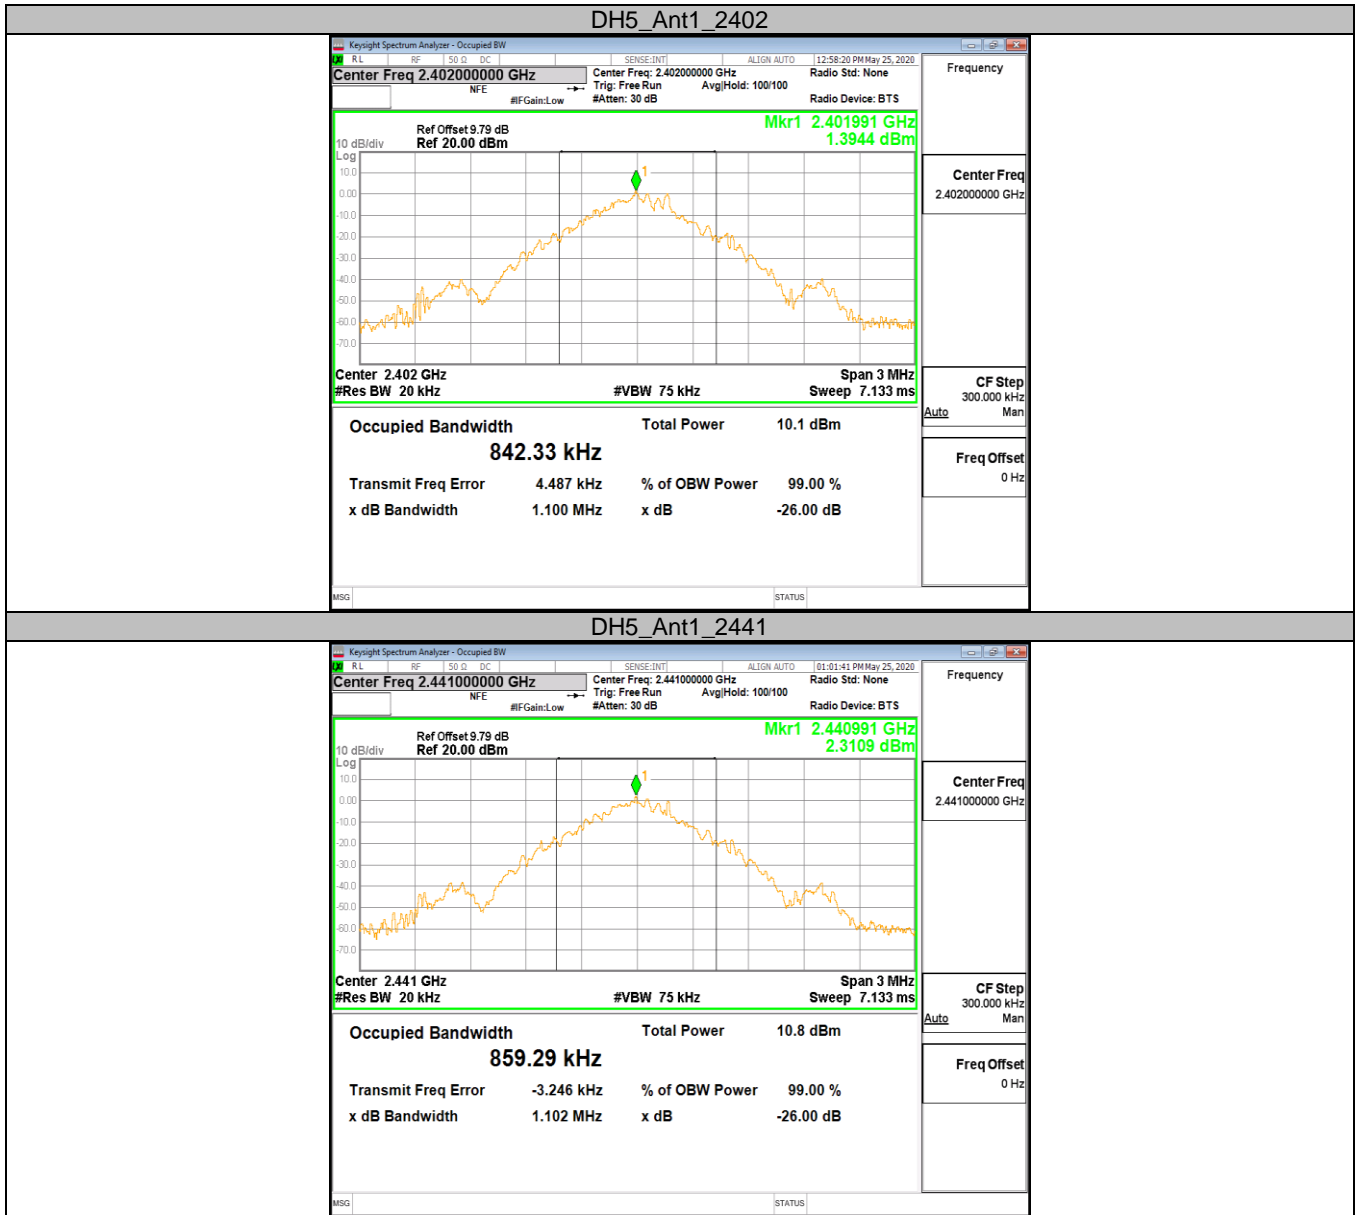 DH5_Ant1_2402
Keysight Spectrum Analyzer - Occupied BW
RL RF 50 Ω DC SENSE:INT ALIGN AUTO 12:58:20 PM May 25, 2020
Center Freq 2.402000000 GHz Center Freq: 2.402000000 GHz Radio Std: None Frequency
NFE Trig: Free Run Avg|Hold: 100/100
#IFGain:Low #Atten: 30 dB Radio Device: BTS
Mkr1 2.401991 GHz
Ref Offset 9.79 dB 1.3944 dBm
10 dB/div Ref 20.00 dBm
Log
10.0
0.00
-10.0
-20.0
-30.0
-40.0
-50.0
-60.0
-70.0
1
Center Freq
2.402000000 GHz
Center 2.402 GHz Span 3 MHz
#Res BW 20 kHz #VBW 75 kHz Sweep 7.133 ms
CF Step
300.000 kHz
Auto Man
Occupied Bandwidth Total Power 10.1 dBm
842.33 kHz
Freq Offset
0 Hz
Transmit Freq Error 4.487 kHz % of OBW Power 99.00 %
x dB Bandwidth 1.100 MHz x dB -26.00 dB
MSG STATUS
DH5_Ant1_2441
Keysight Spectrum Analyzer - Occupied BW
RL RF 50 Ω DC SENSE:INT ALIGN AUTO 01:01:41 PM May 25, 2020
Center Freq 2.441000000 GHz Center Freq: 2.441000000 GHz Radio Std: None Frequency
NFE Trig: Free Run Avg|Hold: 100/100
#IFGain:Low #Atten: 30 dB Radio Device: BTS
Mkr1 2.440991 GHz
Ref Offset 9.79 dB 2.3109 dBm
10 dB/div Ref 20.00 dBm
Log
10.0
0.00
-10.0
-20.0
-30.0
-40.0
-50.0
-60.0
-70.0
1
Center Freq
2.441000000 GHz
Center 2.441 GHz Span 3 MHz
#Res BW 20 kHz #VBW 75 kHz Sweep 7.133 ms
CF Step
300.000 kHz
Auto Man
Occupied Bandwidth Total Power 10.8 dBm
859.29 kHz
Freq Offset
0 Hz
Transmit Freq Error -3.246 kHz % of OBW Power 99.00 %
x dB Bandwidth 1.102 MHz x dB -26.00 dB
MSG STATUS